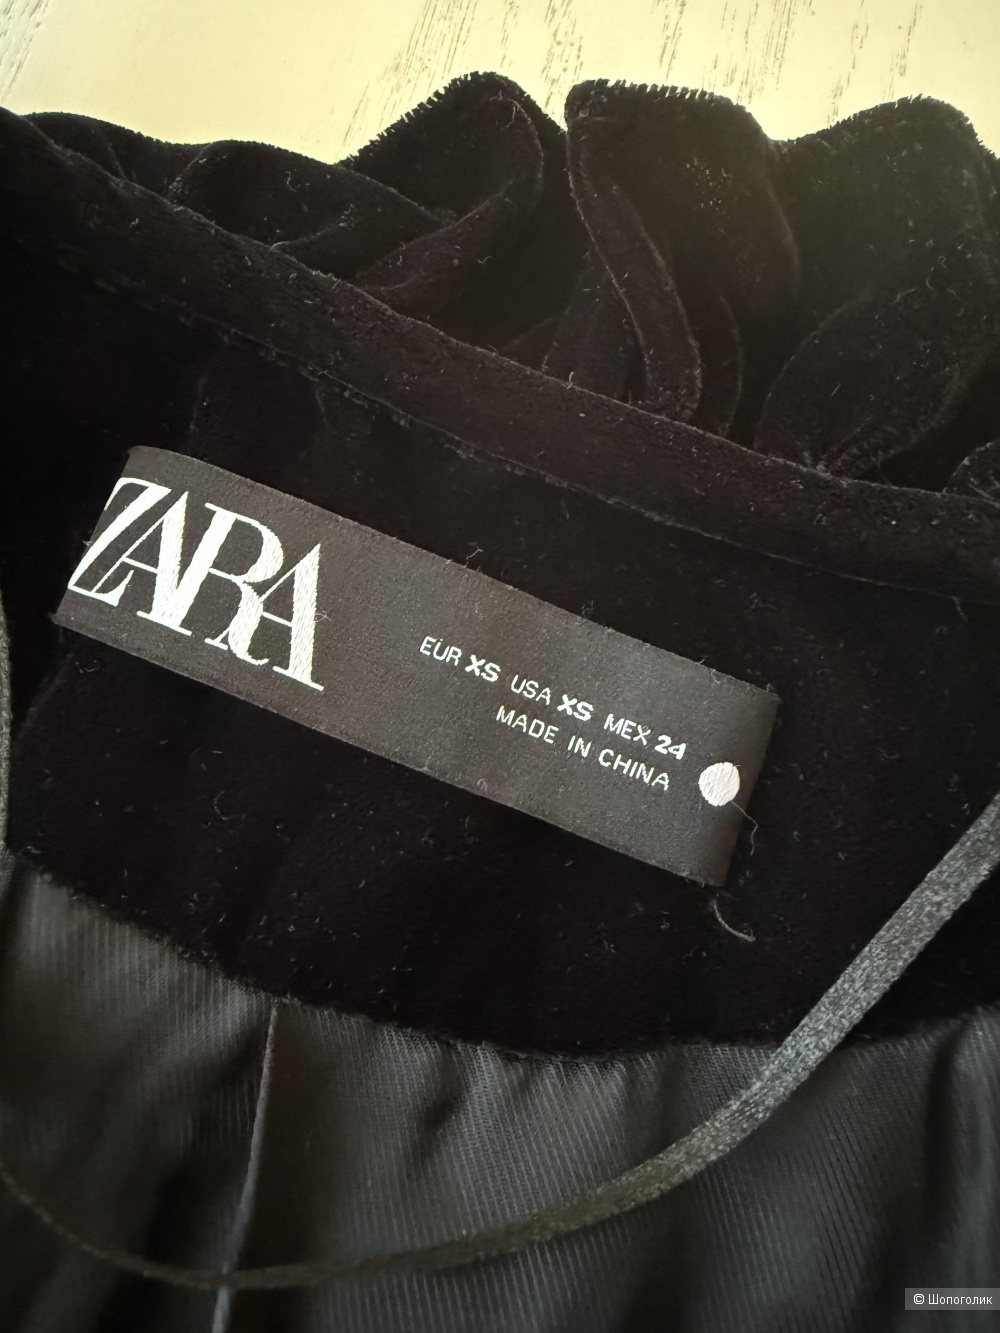 ZARA
EUR XS USA XS MEX 24
MADE IN CHINA
© Шопоголик